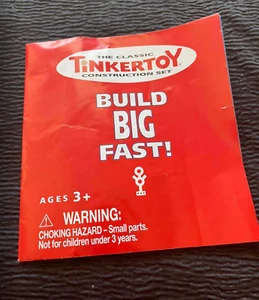 THE CLASSIC
TINKERTOY
CONSTRUCTION SET
BUILD
BIG
FAST!
AGES 3+
WARNING:
CHOKING HAZARD – Small parts.
Not for children under 3 years.